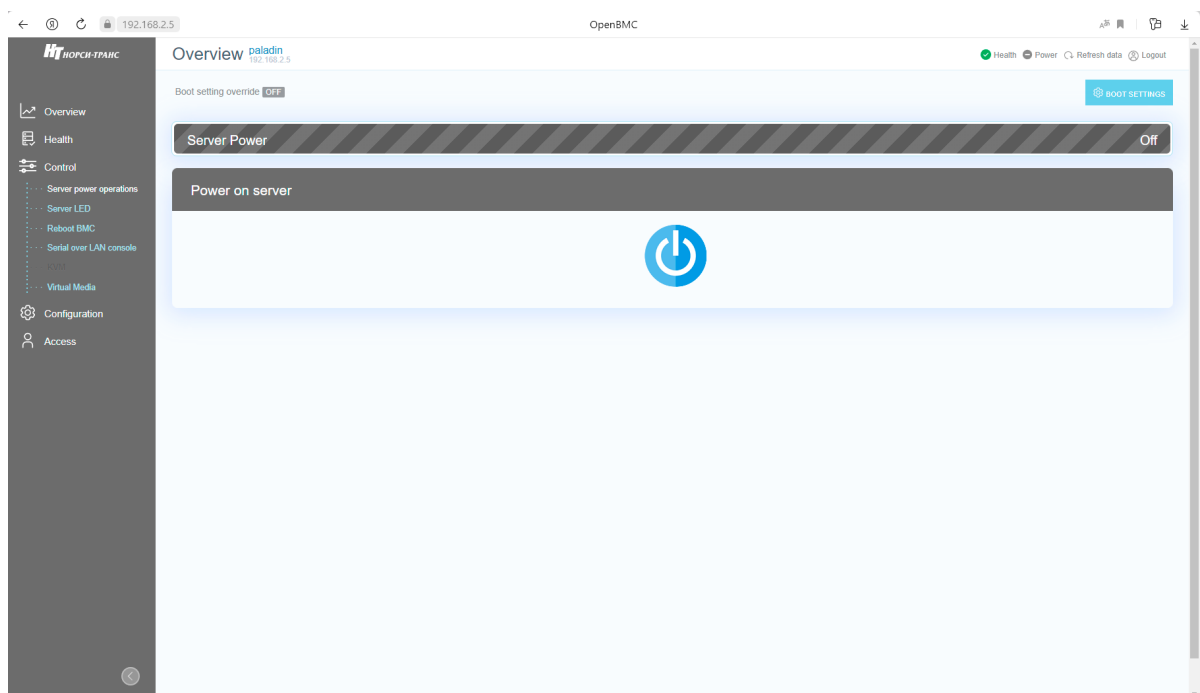 192.168.2.5
OpenBMC
НТ НОРСИ-ТРАНС
Overview
Health
Control
Server power operations
Server LED
Reboot BMC
Serial over LAN console
KVM
Virtual Media
Configuration
Access
Overview paladin
192.168.2.5
Health Power Refresh data Logout
Boot setting override OFF
BOOT SETTINGS
Server Power Off
Power on server